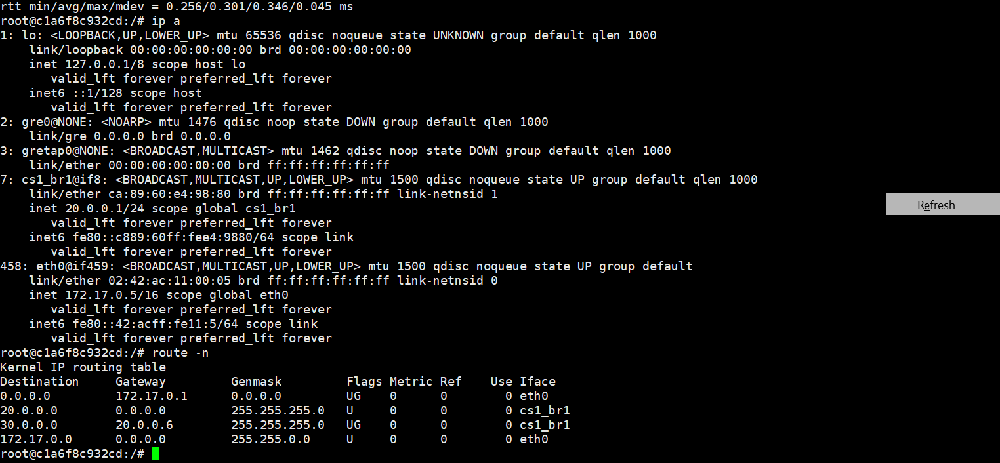 rtt min/avg/max/mdev = 0.256/0.301/0.346/0.045 ms
root@c1a6f8c932cd:/# ip a
1: lo: <LOOPBACK,UP,LOWER_UP> mtu 65536 qdisc noqueue state UNKNOWN group default qlen 1000
    link/loopback 00:00:00:00:00:00 brd 00:00:00:00:00:00
    inet 127.0.0.1/8 scope host lo
       valid_lft forever preferred_lft forever
    inet6 ::1/128 scope host
       valid_lft forever preferred_lft forever
2: gre0@NONE: <NOARP> mtu 1476 qdisc noop state DOWN group default qlen 1000
    link/gre 0.0.0.0 brd 0.0.0.0
3: gretap0@NONE: <BROADCAST,MULTICAST> mtu 1462 qdisc noop state DOWN group default qlen 1000
    link/ether 00:00:00:00:00:00 brd ff:ff:ff:ff:ff:ff
7: cs1_br1@if8: <BROADCAST,MULTICAST,UP,LOWER_UP> mtu 1500 qdisc noqueue state UP group default qlen 1000
    link/ether ca:89:60:e4:98:80 brd ff:ff:ff:ff:ff:ff link-netnsid 1
    inet 20.0.0.1/24 scope global cs1_br1
       valid_lft forever preferred_lft forever
    inet6 fe80::c889:60ff:fee4:9880/64 scope link
       valid_lft forever preferred_lft forever
458: eth0@if459: <BROADCAST,MULTICAST,UP,LOWER_UP> mtu 1500 qdisc noqueue state UP group default
    link/ether 02:42:ac:11:00:05 brd ff:ff:ff:ff:ff:ff link-netnsid 0
    inet 172.17.0.5/16 scope global eth0
       valid_lft forever preferred_lft forever
    inet6 fe80::42:acff:fe11:5/64 scope link
       valid_lft forever preferred_lft forever
root@c1a6f8c932cd:/# route -n
Kernel IP routing table
Destination     Gateway         Genmask         Flags Metric Ref    Use Iface
0.0.0.0         172.17.0.1      0.0.0.0         UG    0      0        0 eth0
20.0.0.0        0.0.0.0         255.255.255.0   U     0      0        0 cs1_br1
30.0.0.0        20.0.0.6        255.255.255.0   UG    0      0        0 cs1_br1
172.17.0.0      0.0.0.0         255.255.0.0     U     0      0        0 eth0
root@c1a6f8c932cd:/#
Refresh